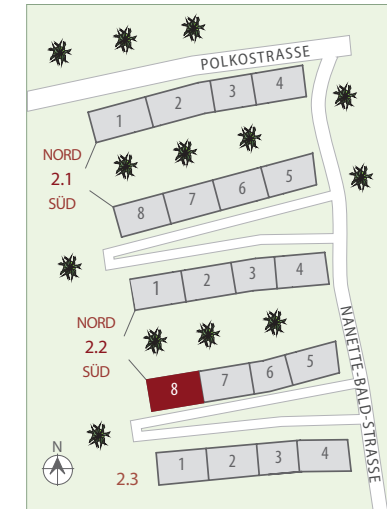 POLKOSTRASSE
1 2 3 4
NORD
2.1
SÜD
8 7 6 5
1 2 3 4
NORD
2.2
SÜD
8 7 6 5
NANETTE-BALD-STRASSE
N
2.3
1 2 3 4